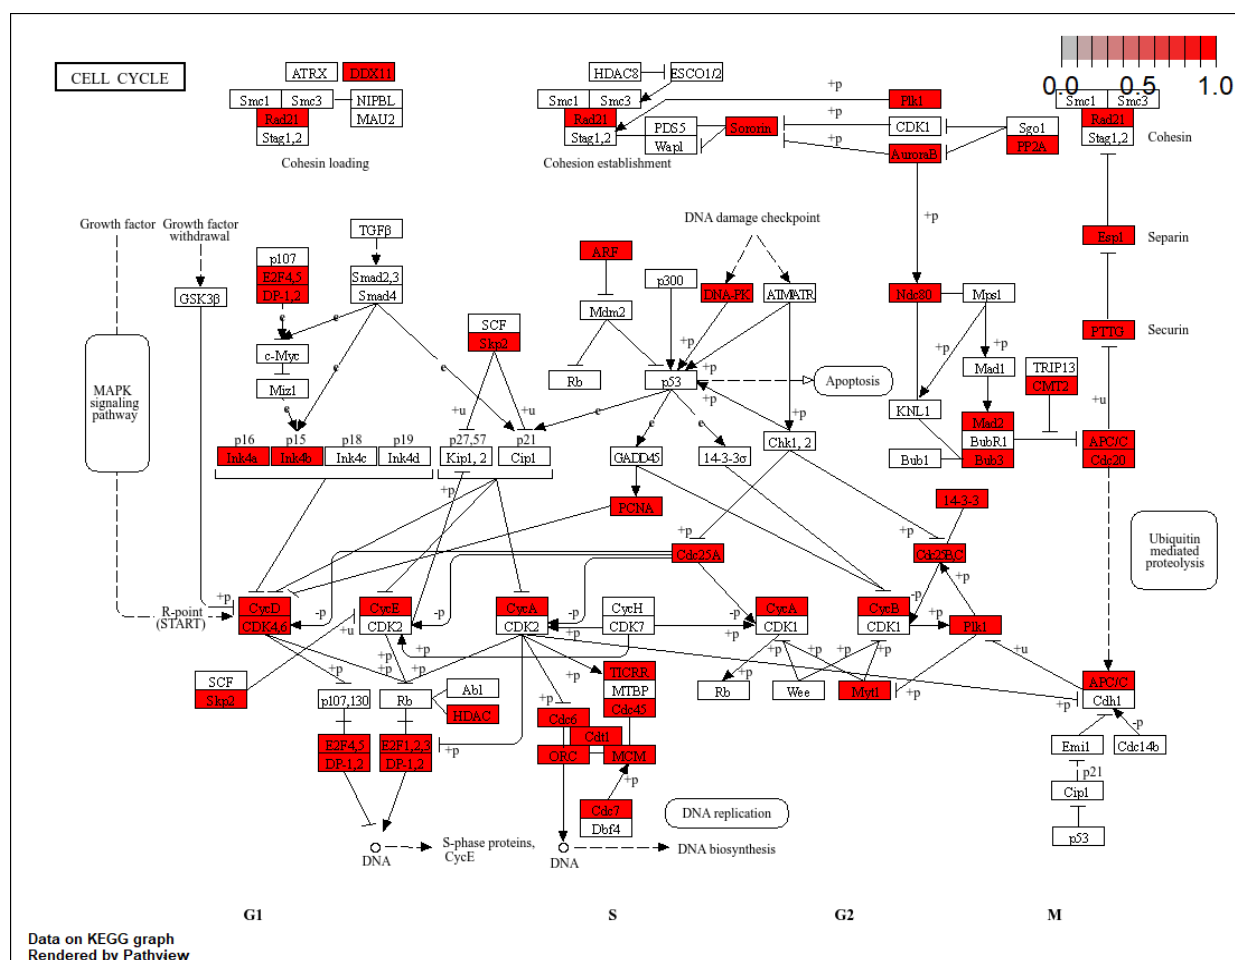 CELL CYCLE
ATRX
DDX11
Smc1
Smc3
NIPBL
Rad21
MAU2
Stag1,2
Cohesin loading
HDAC8
ESCO1/2
Smc1
Smc3
Rad21
Stag1,2
PDS5
Wapl
Sororin
Cohesion establishment
+p
Plk1
+p
CDK1
+p
AuroraB
Sgo1
PP2A
0.0
0.5
1.0
Smc1
Smc3
Rad21
Stag1,2
Cohesin
Growth factor
Growth factor
withdrawal
GSK3β
MAPK
signaling
pathway
p107
E2F4,5
DP-1,2
e
TGFβ
Smad2,3
Smad4
e
e
e
c-Myc
Miz1
e
SCF
Skp2
+u
+u
ARF
Mdm2
Rb
p300
DNA damage checkpoint
DNA-PK
ATM/ATR
+p
+p
+p
+p
p53
Apoptosis
e
e
e
+p
Ndc80
Mps1
+p
+p
Mad1
KNL1
Mad2
BubR1
Bub3
Bub1
TRIP13
CMT2
Esp1
Separin
PTTG
Securin
+u
APC/C
Cdc20
p16
p15
p18
p19
Ink4a
Ink4b
Ink4c
Ink4d
p27,57
p21
Kip1, 2
Cip1
GADD45
14-3-3σ
Chk1, 2
+p
PCNA
+p
Cdc25A
+p
14-3-3
Cdc25B,C
Ubiquitin
mediated
proteolysis
R-point
(START)
+p
CycD
CDK4,6
-p
CycE
CDK2
-p
+u
CycA
CDK2
-p
+p
CycH
CDK7
-p
+p
CycA
CDK1
CycB
CDK1
-p
+p
+p
Plk1
+u
SCF
Skp2
+p
+p
+p
+p
p107,130
Rb
Abl
HDAC
E2F4,5
DP-1,2
E2F1,2,3
DP-1,2
+p
+p
+p
TICRR
MTBP
Cdc45
Cdc6
Cdt1
ORC
MCM
+p
Cdc7
Dbf4
+p
Rb
Wee
+p
+p
Myt1
+p
+p
APC/C
Cdh1
-p
Emi1
Cdc14b
p21
Cip1
p53
DNA replication
DNA
S-phase proteins,
CycE
DNA
DNA biosynthesis
G1
S
G2
M
Data on KEGG graph
Rendered by Pathview